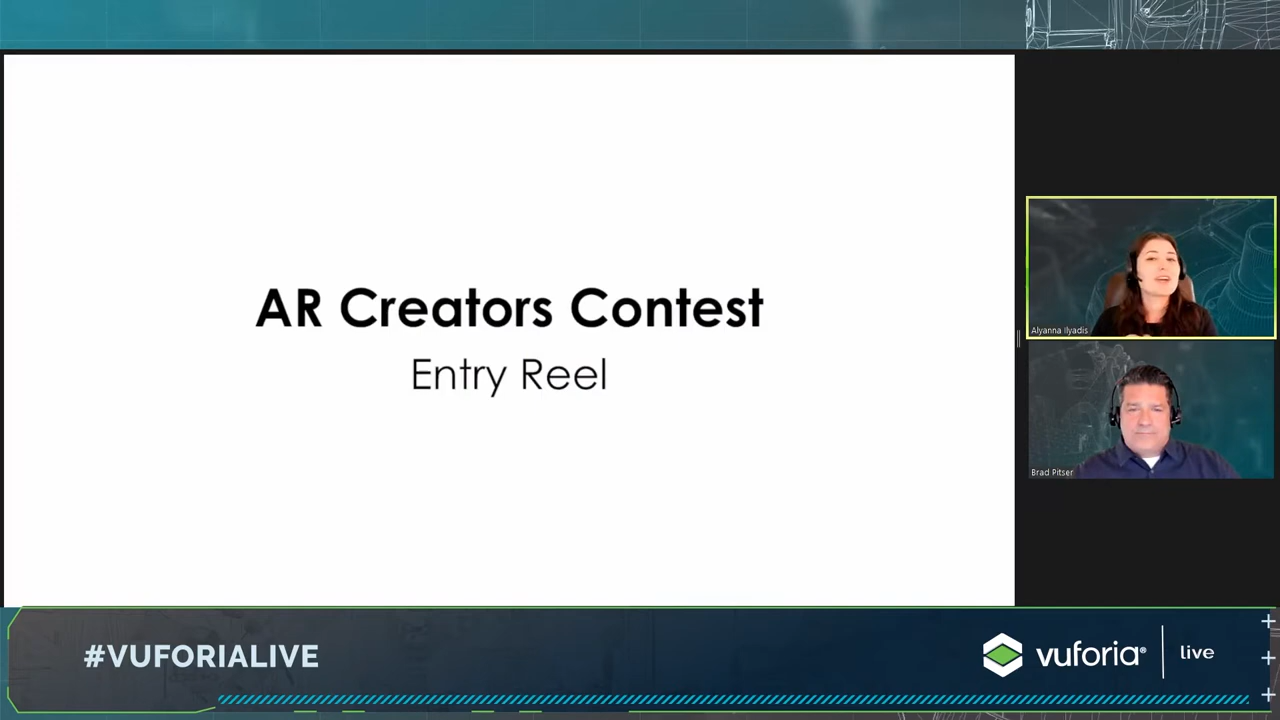 AR Creators Contest
Entry Reel
Alyanna Ilyadis
Brad Pitser
#VUFORIALIVE
vuforia® live